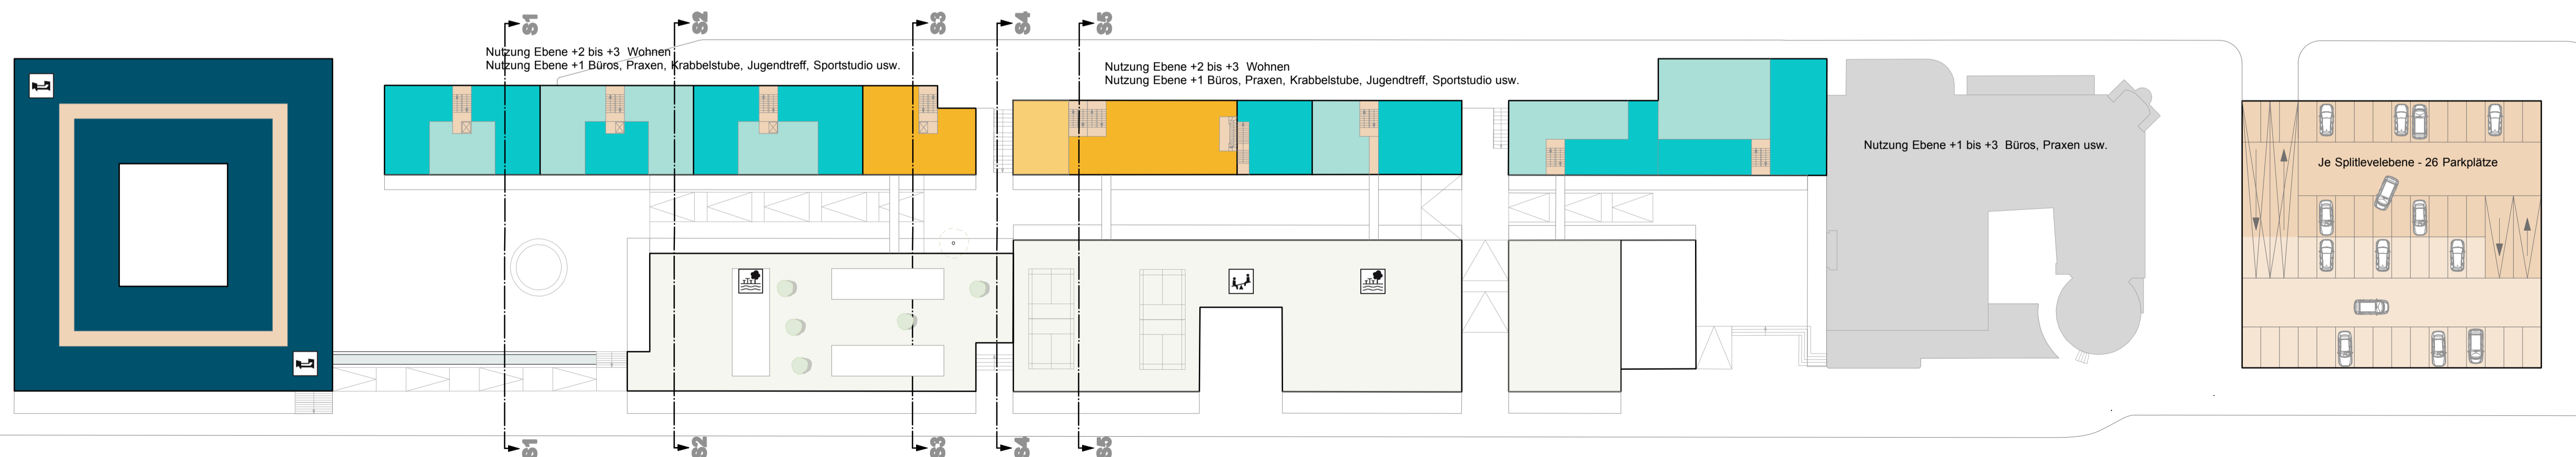 S1
S2
S3
S4
S5
Nutzung Ebene +2 bis +3 Wohnen
Nutzung Ebene +1 Büros, Praxen, Krabbelstube, Jugendtreff, Sportstudio usw.
Nutzung Ebene +2 bis +3 Wohnen
Nutzung Ebene +1 Büros, Praxen, Krabbelstube, Jugendtreff, Sportstudio usw.
Nutzung Ebene +1 bis +3 Büros, Praxen usw.
Je Splitlevelebene - 26 Parkplätze
S1
S2
S3
S4
S5